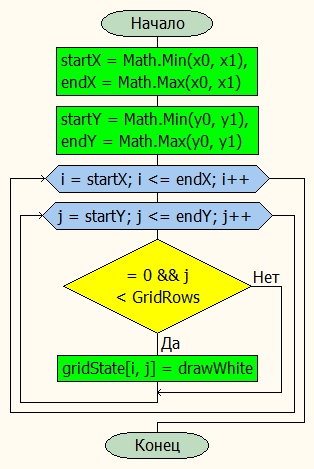 Начало
startX = Math.Min(x0, x1),
endX = Math.Max(x0, x1)
startY = Math.Min(y0, y1),
endY = Math.Max(y0, y1)
i = startX; i <= endX; i++
j = startY; j <= endY; j++
= 0 && j
< GridRows
Нет
Да
gridState[i, j] = drawWhite
Конец